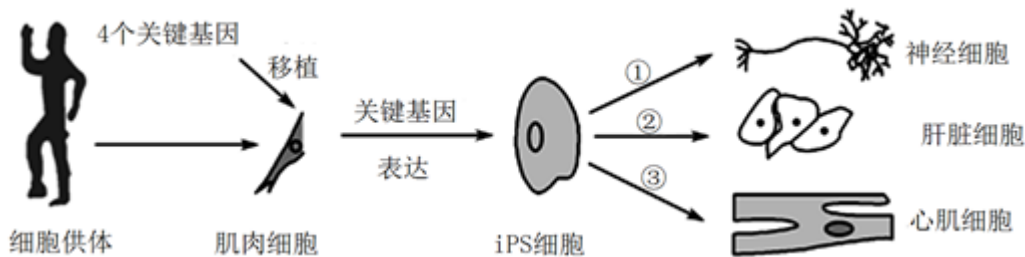 4个关键基因
移植
关键基因
表达
①
②
③
神经细胞
肝脏细胞
心肌细胞
细胞供体
肌肉细胞
iPS细胞